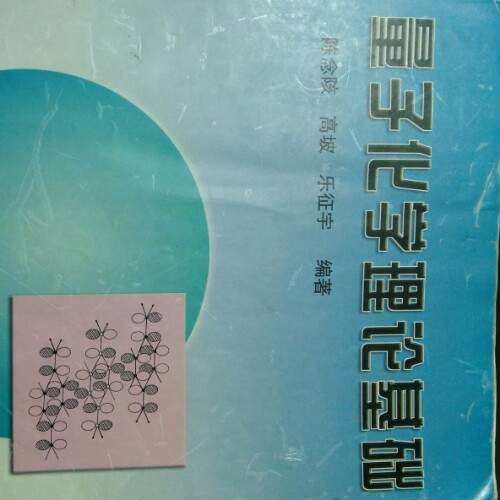 量子化学理论基础
陈念陔 高坡 乐征宇 编著